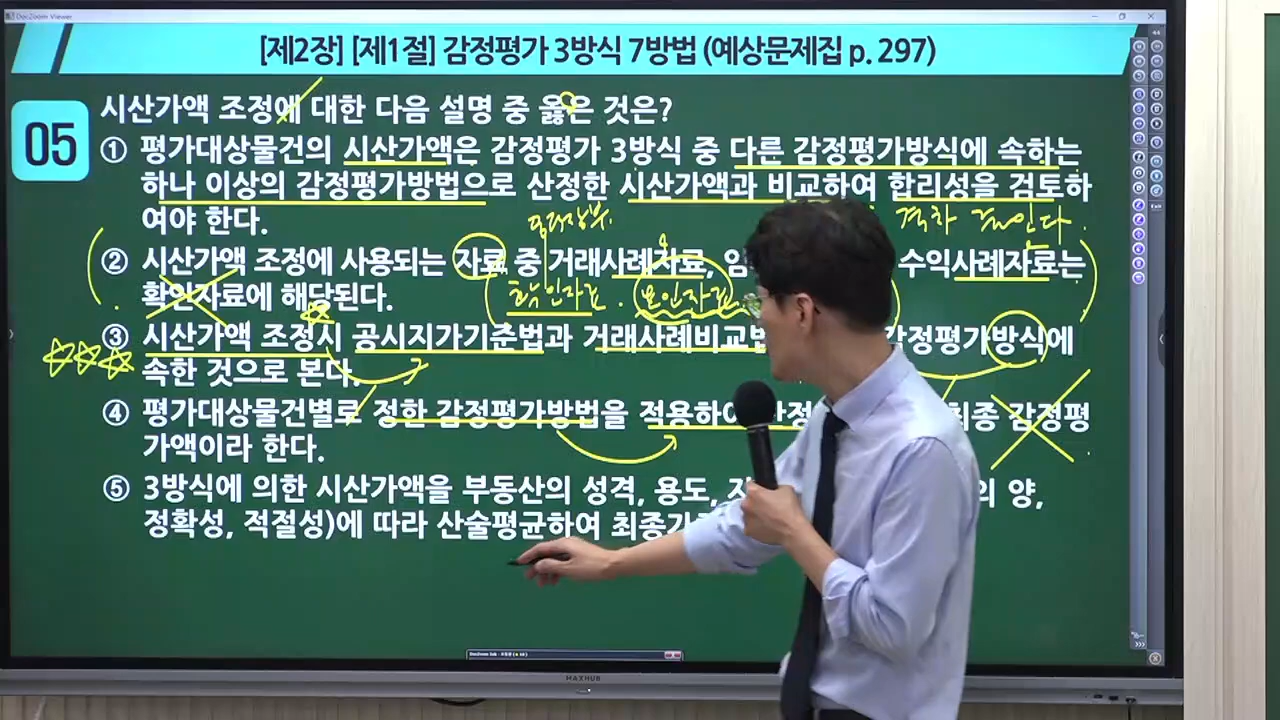 DocZoom Viewer
[제2장] [제1절] 감정평가 3방식 7방법 (예상문제집 p. 297)
05
시산가액 조정에 대한 다음 설명 중 옳은 것은?
① 평가대상물건의 시산가액은 감정평가 3방식 중 다른 감정평가방식에 속하는
하나 이상의 감정평가방법으로 산정한 시산가액과 비교하여 합리성을 검토하
여야 한다.
② 시산가액 조정에 사용되는 자료 중 거래사례자료, 임 수익사례자료는
확인자료에 해당된다.
확인자료 . 요인자료
③ 시산가액 조정시 공시지가기준법과 거래사례비교법 감정평가방식에
속한 것으로 본다.
④ 평가대상물건별로 정한 감정평가방법을 적용하여 산정 최종 감정평
가액이라 한다.
⑤ 3방식에 의한 시산가액을 부동산의 성격, 용도, 의 양,
정확성, 적절성)에 따라 산술평균하여 최종가
MAXHUB